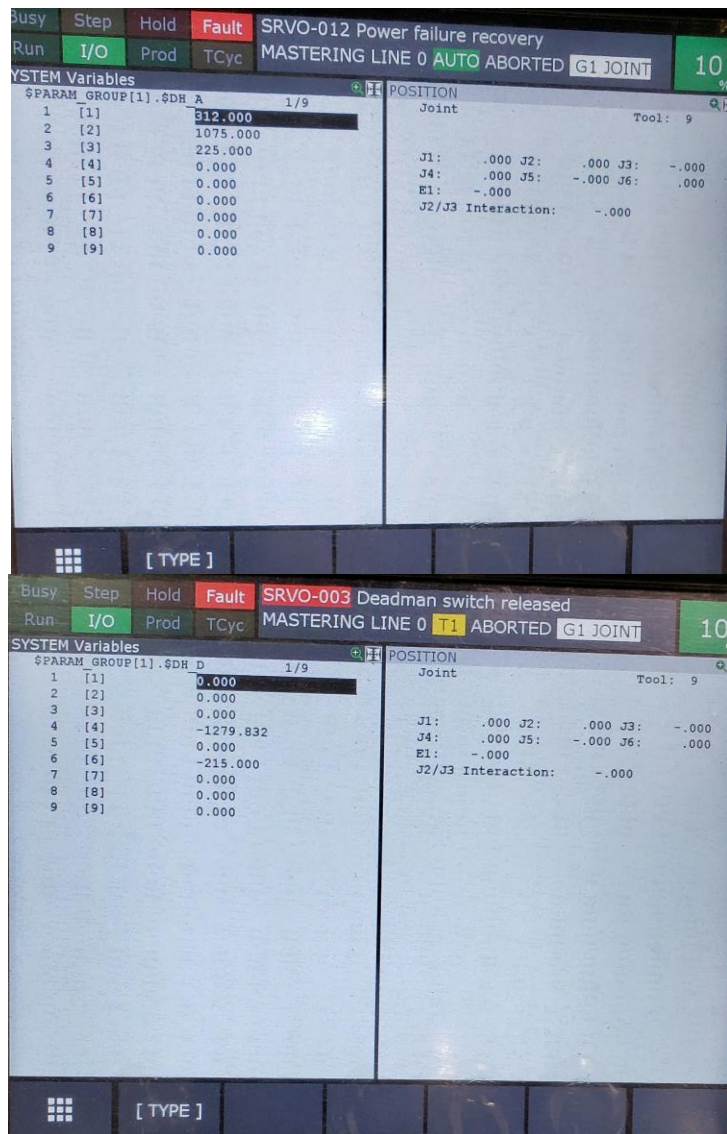 Busy Step Hold Fault SRVO-012 Power failure recovery
Run I/O Prod TCyc MASTERING LINE 0 AUTO ABORTED G1 JOINT 10 %
SYSTEM Variables
$PARAM_GROUP[1].$DH_A 1/9
1 [1] 312.000
2 [2] 1075.000
3 [3] 225.000
4 [4] 0.000
5 [5] 0.000
6 [6] 0.000
7 [7] 0.000
8 [8] 0.000
9 [9] 0.000
POSITION
Joint Tool: 9
J1: .000 J2: .000 J3: -.000
J4: .000 J5: -.000 J6: .000
E1: -.000
J2/J3 Interaction: -.000
[ TYPE ]
Busy Step Hold Fault SRVO-003 Deadman switch released
Run I/O Prod TCyc MASTERING LINE 0 T1 ABORTED G1 JOINT 10
SYSTEM Variables
$PARAM_GROUP[1].$DH_D 1/9
1 [1] 0.000
2 [2] 0.000
3 [3] 0.000
4 [4] -1279.832
5 [5] 0.000
6 [6] -215.000
7 [7] 0.000
8 [8] 0.000
9 [9] 0.000
POSITION
Joint Tool: 9
J1: .000 J2: .000 J3: -.000
J4: .000 J5: -.000 J6: .000
E1: -.000
J2/J3 Interaction: -.000
[ TYPE ]